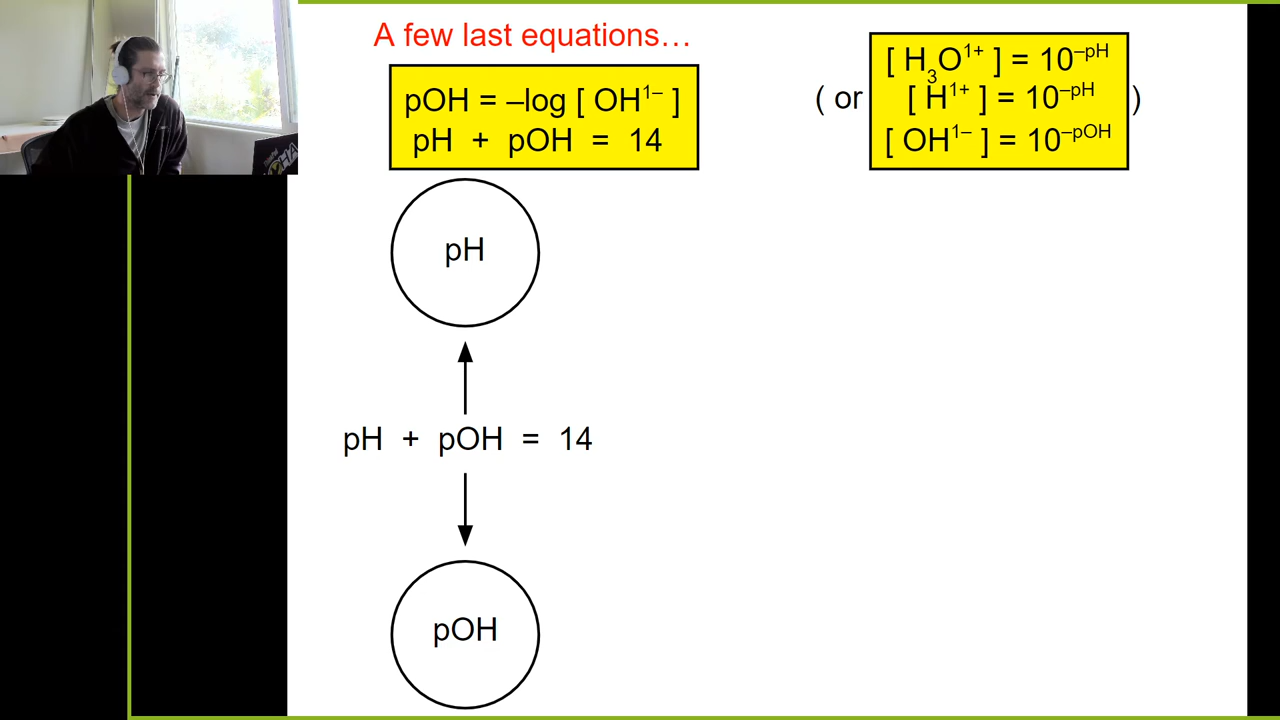 A few last equations…
pOH = –log [ OH¹⁻ ]
pH + pOH = 14
( or
[ H₃O¹⁺ ] = 10⁻ᵖᴴ
[ H¹⁺ ] = 10⁻ᵖᴴ
[ OH¹⁻ ] = 10⁻ᵖᴼᴴ
)
pH
pH + pOH = 14
pOH